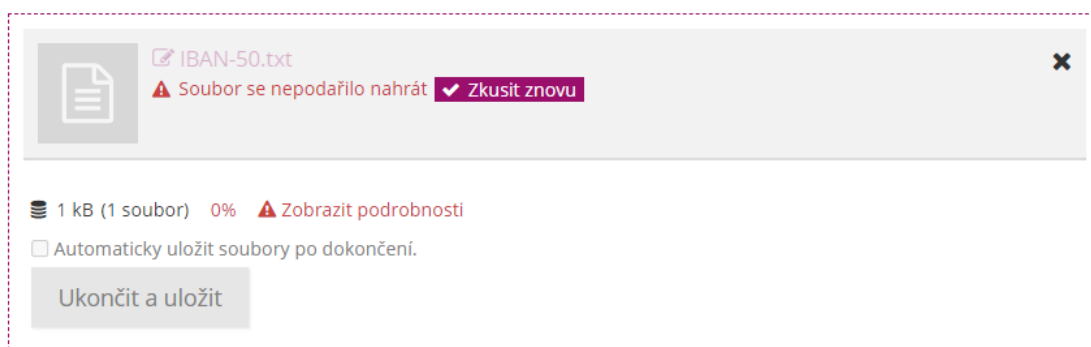 IBAN-50.txt
Soubor se nepodařilo nahrát Zkusit znovu
1 kB (1 soubor) 0% Zobrazit podrobnosti
Automaticky uložit soubory po dokončení.
Ukončit a uložit